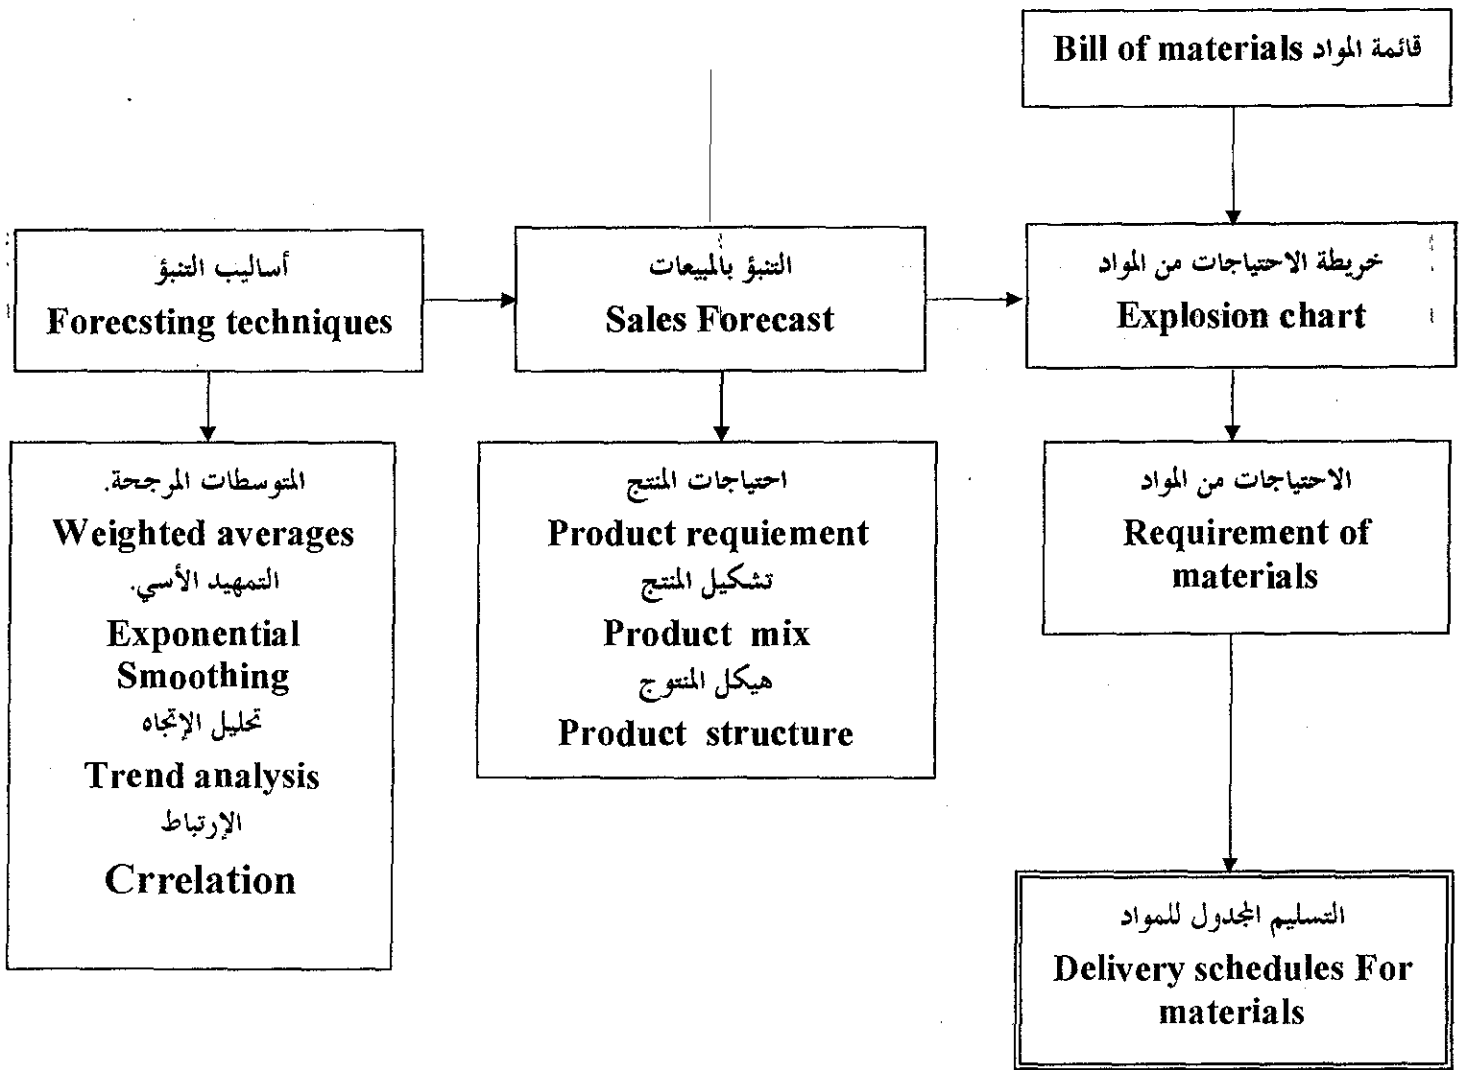 Bill of materials قائمة المواد
أساليب التنبؤ
Forecsting techniques
التنبؤ بالمبيعات
Sales Forecast
خريطة الاحتياجات من المواد
Explosion chart
المتوسطات المرجحة.
Weighted averages
التمهيد الأسي.
Exponential
Smoothing
تحليل الإتجاه
Trend analysis
الإرتباط
Crrelation
احتياجات المنتج
Product requiement
تشكيل المنتج
Product mix
هيكل المنتوج
Product structure
الاحتياجات من المواد
Requirement of
materials
التسليم المجدول للمواد
Delivery schedules For
materials